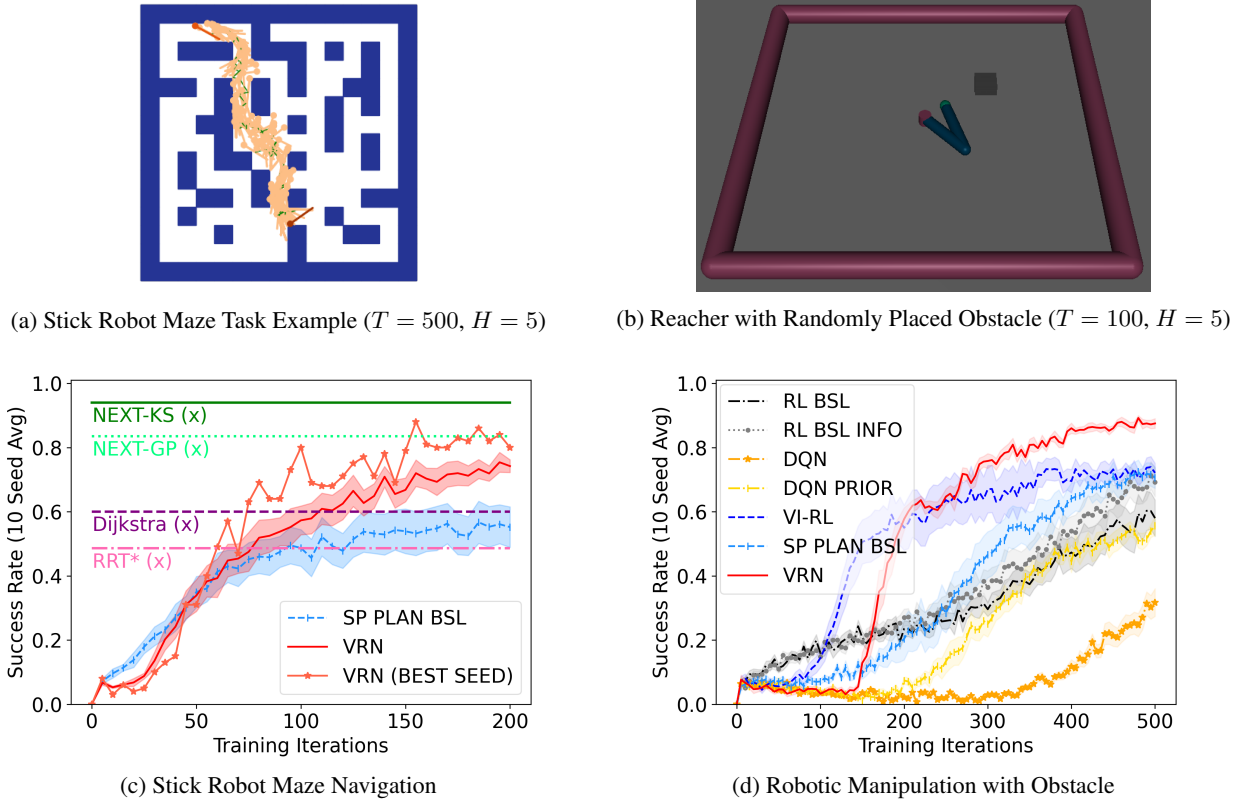 (a) Stick Robot Maze Task Example (T = 500, H = 5)
(b) Reacher with Randomly Placed Obstacle (T = 100, H = 5)
Success Rate (10 Seed Avg)
1.0
0.8
0.6
0.4
0.2
0.0
NEXT-KS (x)
NEXT-GP (x)
Dijkstra (x)
RRT* (x)
SP PLAN BSL
VRN
VRN (BEST SEED)
0
50
100
150
200
Training Iterations
(c) Stick Robot Maze Navigation
Success Rate (10 Seed Avg)
1.0
0.8
0.6
0.4
0.2
0.0
RL BSL
RL BSL INFO
DQN
DQN PRIOR
VI-RL
SP PLAN BSL
VRN
0
100
200
300
400
500
Training Iterations
(d) Robotic Manipulation with Obstacle